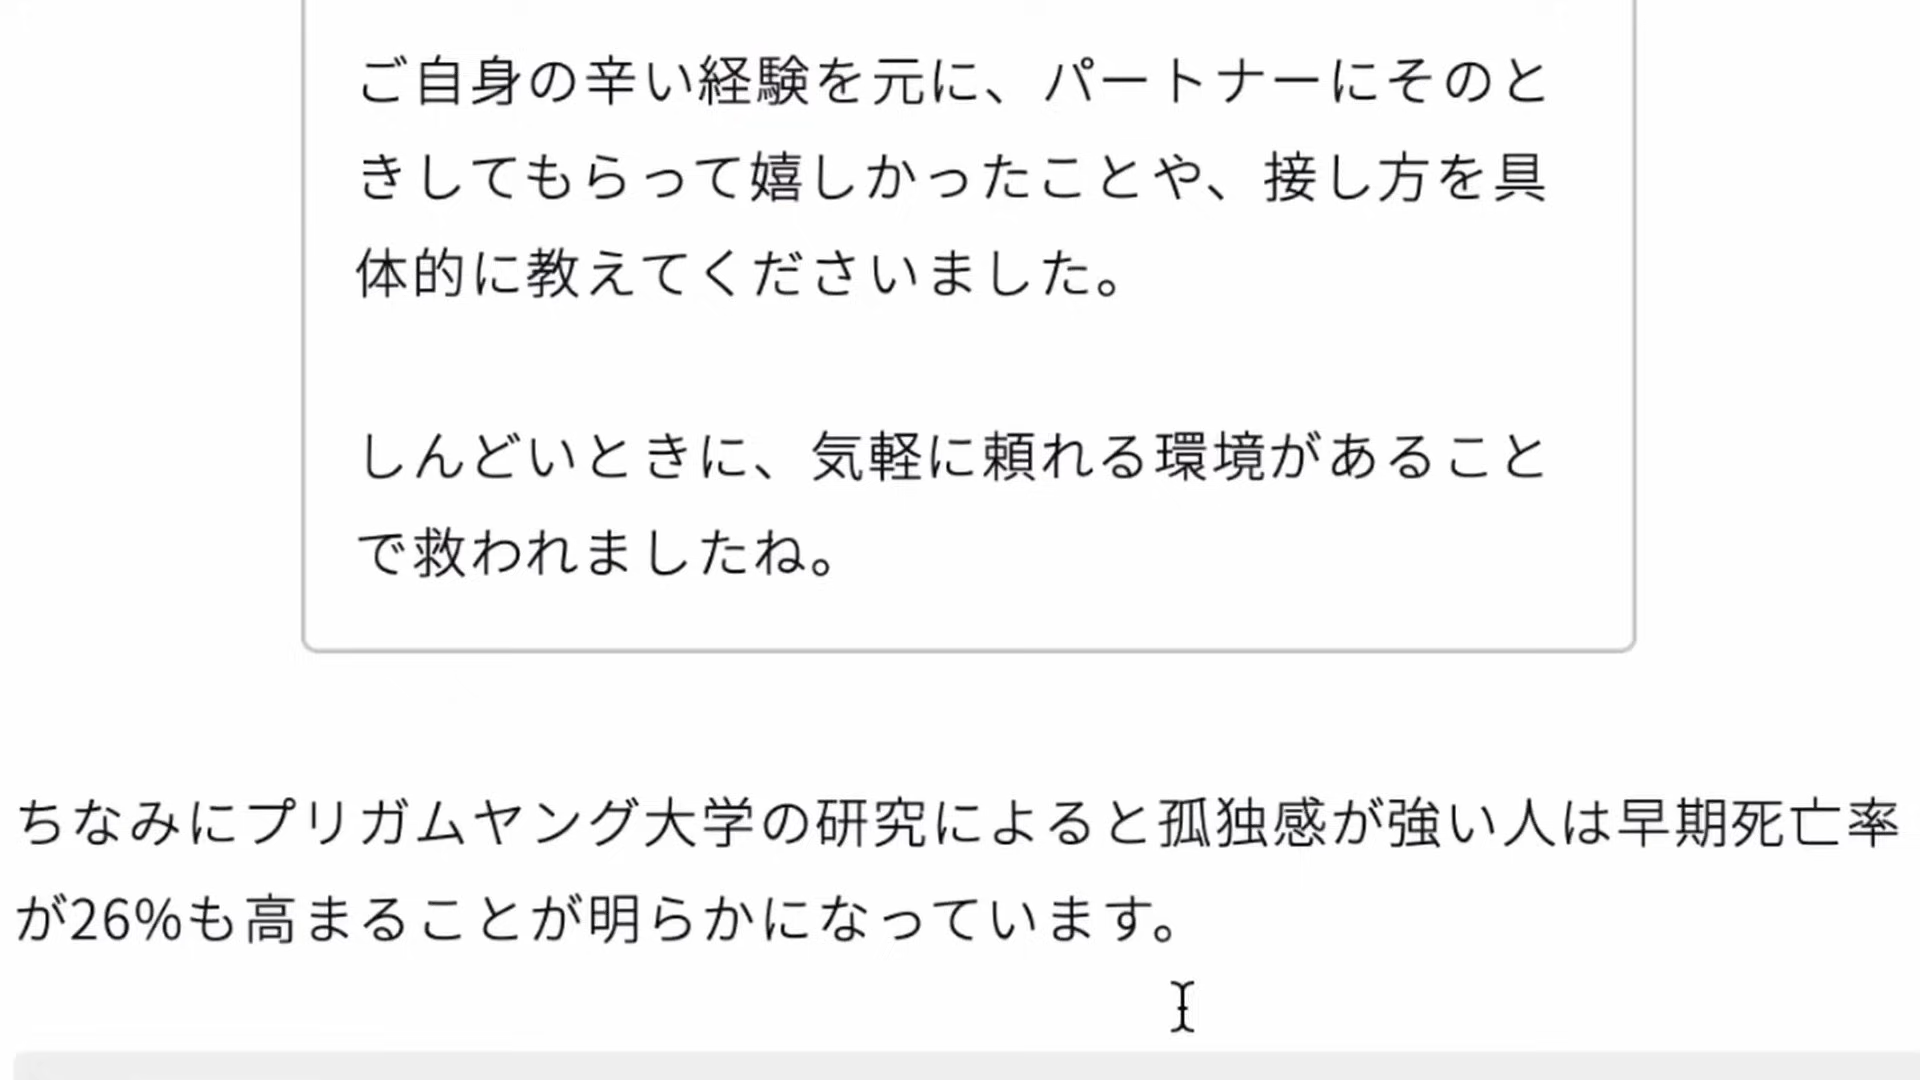 ご自身の辛い経験を元に、パートナーにそのと
きしてもらって嬉しかったことや、接し方を具
体的に教えてくださいました。
しんどいときに、気軽に頼れる環境があること
で救われましたね。
ちなみにプリガムヤング大学の研究によると孤独感が強い人は早期死亡率
が26%も高まることが明らかになっています。